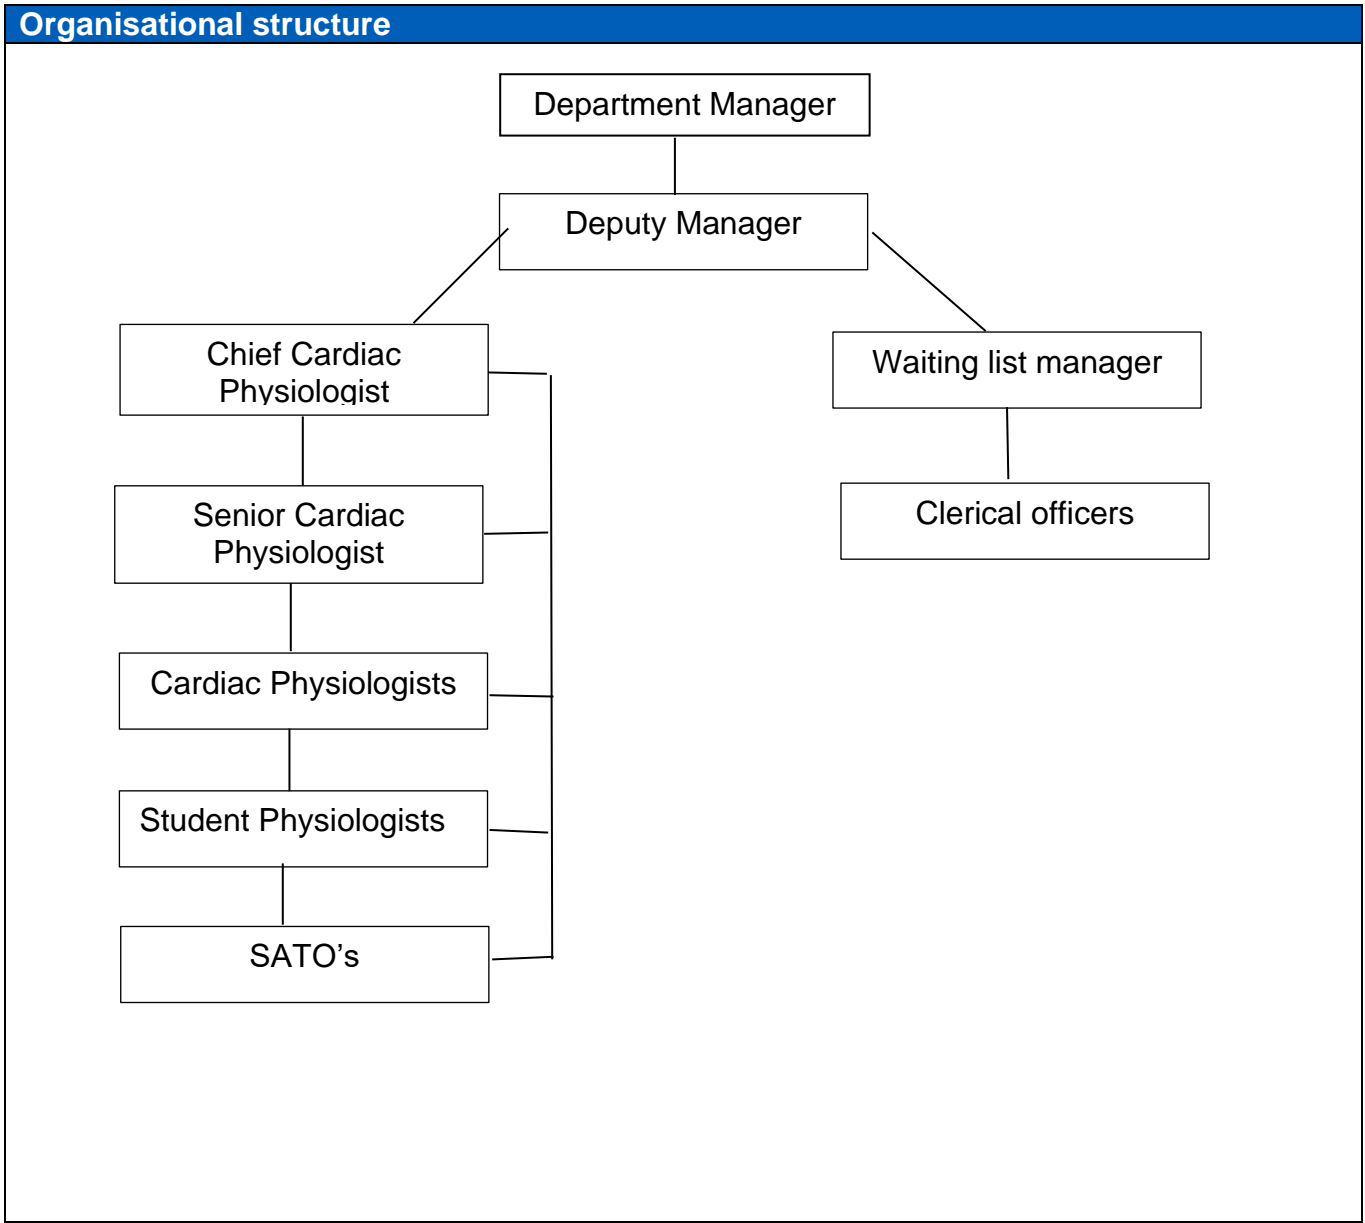 Organisational structure
Department Manager
Deputy Manager
Chief Cardiac
Physiologist
Waiting list manager
Senior Cardiac
Physiologist
Clerical officers
Cardiac Physiologists
Student Physiologists
SATO’s